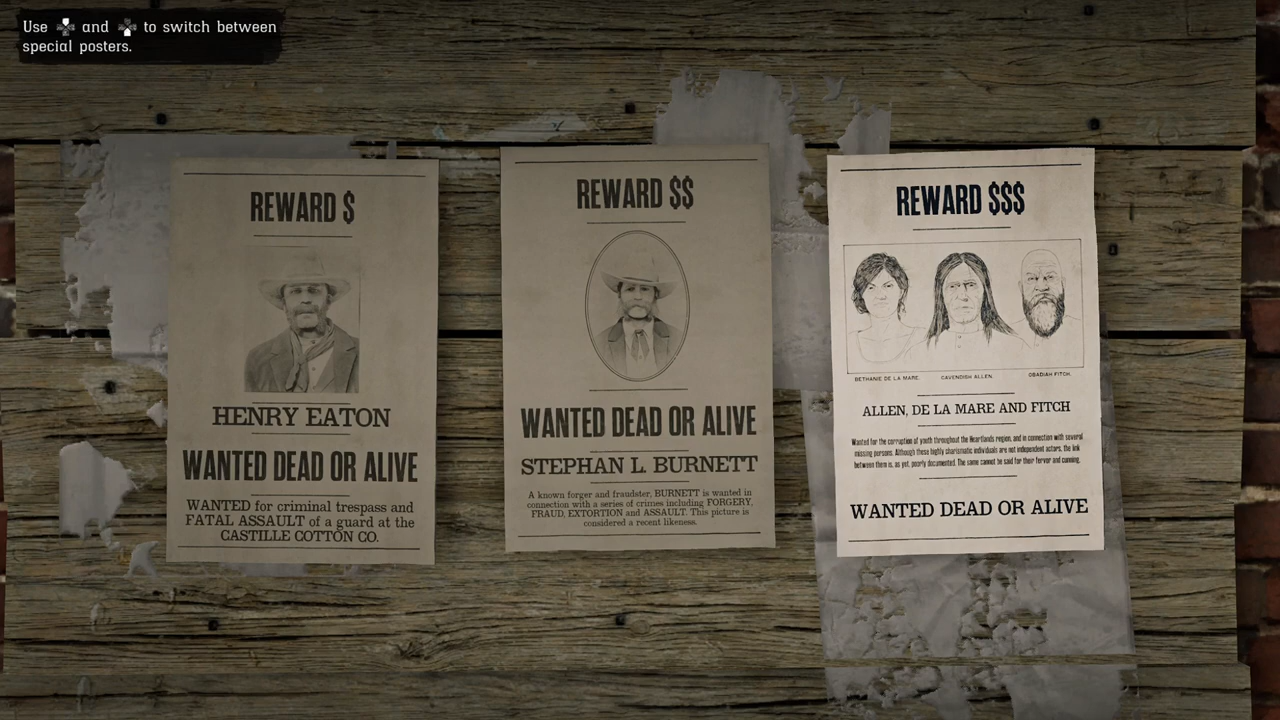 Use and to switch between
special posters.
REWARD $
HENRY EATON
WANTED DEAD OR ALIVE
WANTED for criminal trespass and
FATAL ASSAULT of a guard at the
CASTILLE COTTON CO.
REWARD $$
WANTED DEAD OR ALIVE
STEPHAN L. BURNETT
A known forger and fraudster, BURNETT is wanted in
connection with a series of crimes including FORGERY,
FRAUD, EXTORTION and ASSAULT. This picture is
considered a recent likeness.
REWARD $$$
BETHANIE DE LA MARE. CAVENDISH ALLEN. OBADIAH FITCH.
ALLEN, DE LA MARE AND FITCH
Wanted for the corruption of youth throughout the Heartlands region, and in connection with several
missing persons. Although these highly charismatic individuals are not independent actors, the link
between them is, as yet, poorly documented. The same cannot be said for their fervor and cunning.
WANTED DEAD OR ALIVE